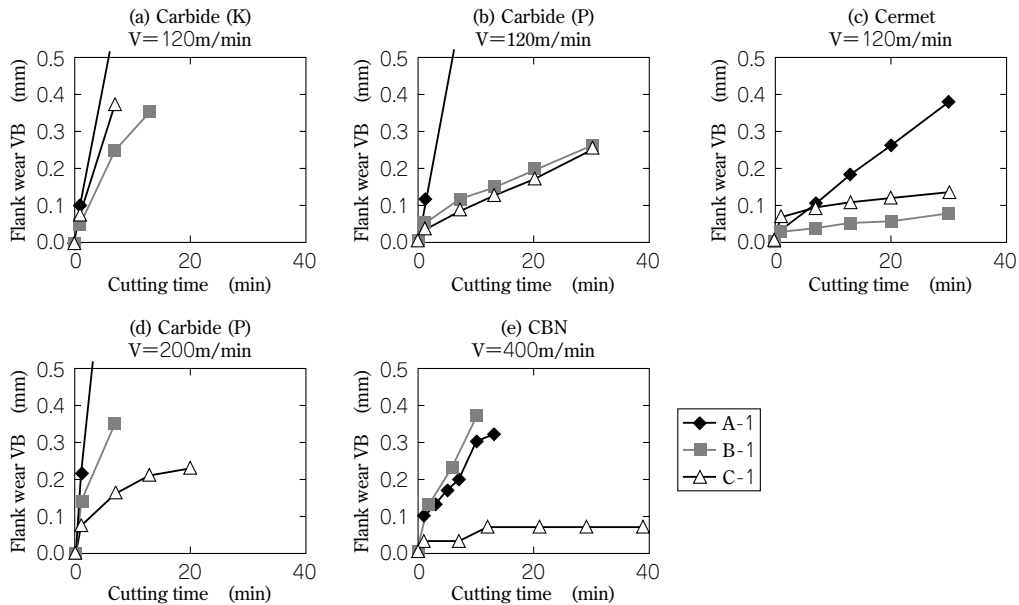 (a) Carbide (K)
V=120m/min
0.5
0.4
0.3
0.2
0.1
0.0
0
20
40
Flank wear VB (mm)
Cutting time (min)
(b) Carbide (P)
V=120m/min
0.5
0.4
0.3
0.2
0.1
0.0
0
20
40
Flank wear VB (mm)
Cutting time (min)
(c) Cermet
V=120m/min
0.5
0.4
0.3
0.2
0.1
0.0
0
20
40
Flank wear VB (mm)
Cutting time (min)
(d) Carbide (P)
V=200m/min
0.5
0.4
0.3
0.2
0.1
0.0
0
20
40
Flank wear VB (mm)
Cutting time (min)
(e) CBN
V=400m/min
0.5
0.4
0.3
0.2
0.1
0.0
0
20
40
Flank wear VB (mm)
Cutting time (min)
A-1
B-1
C-1